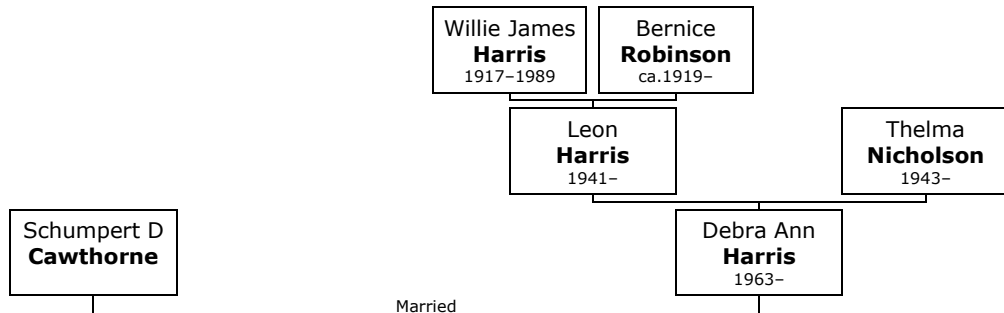 Willie James
Harris
1917–1989
Bernice
Robinson
ca.1919–
Leon
Harris
1941–
Thelma
Nicholson
1943–
Schumpert D
Cawthorne
Debra Ann
Harris
1963–
Married